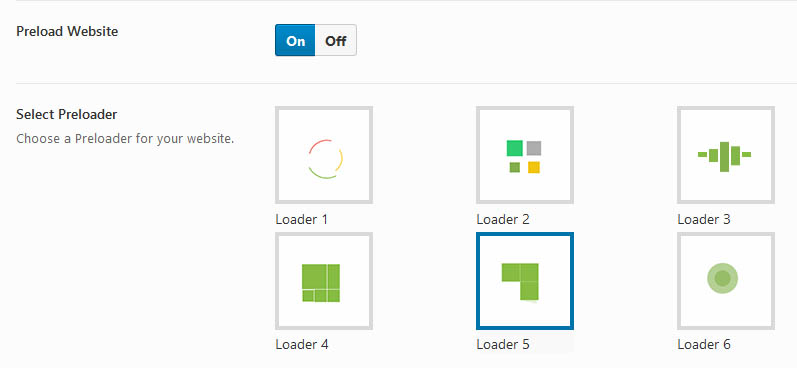 Preload Website
On Off
Select Preloader
Choose a Preloader for your website.
Loader 1
Loader 2
Loader 3
Loader 4
Loader 5
Loader 6